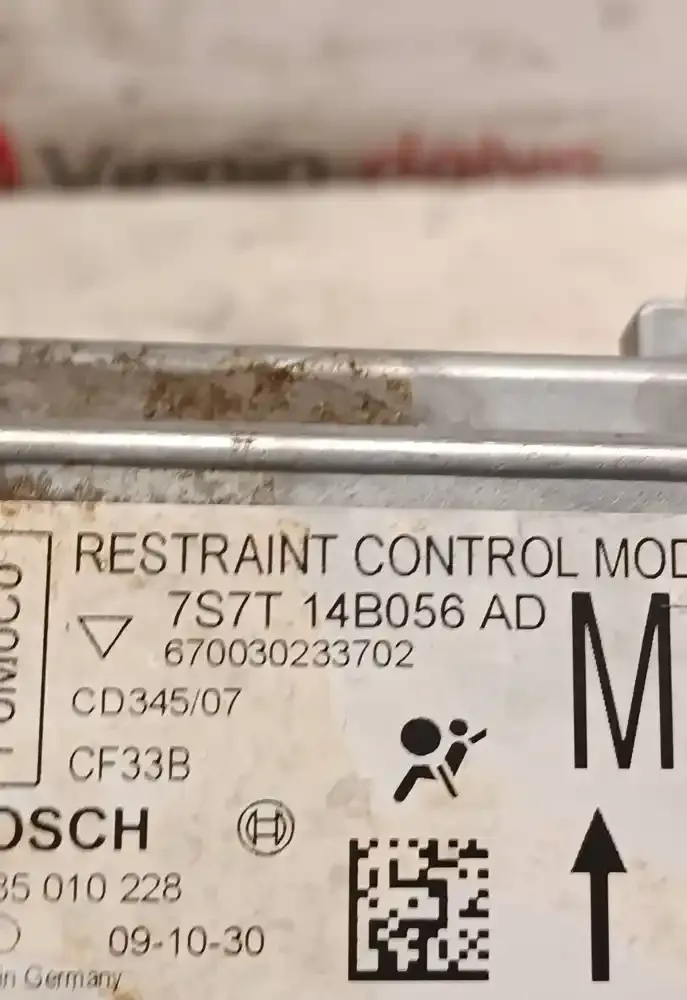 RESTRAINT CONTROL MOD
7S7T 14B056 AD
670030233702
M
CD345/07
CF33B
OSCH
35 010 228
09-10-30
in Germany